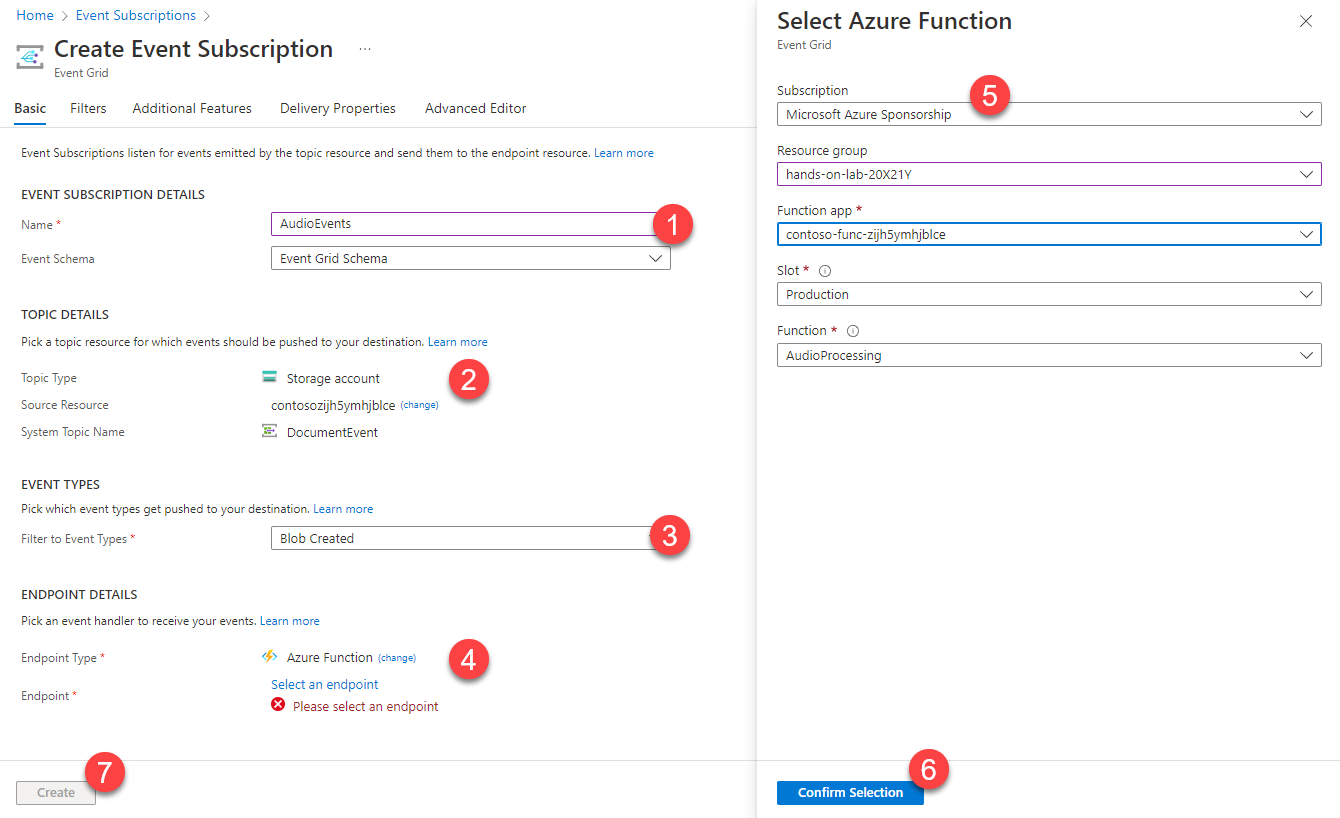 Home > Event Subscriptions >
Create Event Subscription ...
Event Grid
Basic Filters Additional Features Delivery Properties Advanced Editor
Event Subscriptions listen for events emitted by the topic resource and send them to the endpoint resource. Learn more
EVENT SUBSCRIPTION DETAILS
Name * AudioEvents 1
Event Schema Event Grid Schema
TOPIC DETAILS
Pick a topic resource for which events should be pushed to your destination. Learn more
Topic Type Storage account 2
Source Resource contosozijh5ymhjblce (change)
System Topic Name DocumentEvent
EVENT TYPES
Pick which event types get pushed to your destination. Learn more
Filter to Event Types * Blob Created 3
ENDPOINT DETAILS
Pick an event handler to receive your events. Learn more
Endpoint Type * Azure Function (change) 4
Endpoint * Select an endpoint
Please select an endpoint
Create 7
Select Azure Function
Event Grid
Subscription 5
Microsoft Azure Sponsorship
Resource group
hands-on-lab-20X21Y
Function app *
contoso-func-zijh5ymhjblce
Slot *
Production
Function *
AudioProcessing
Confirm Selection 6